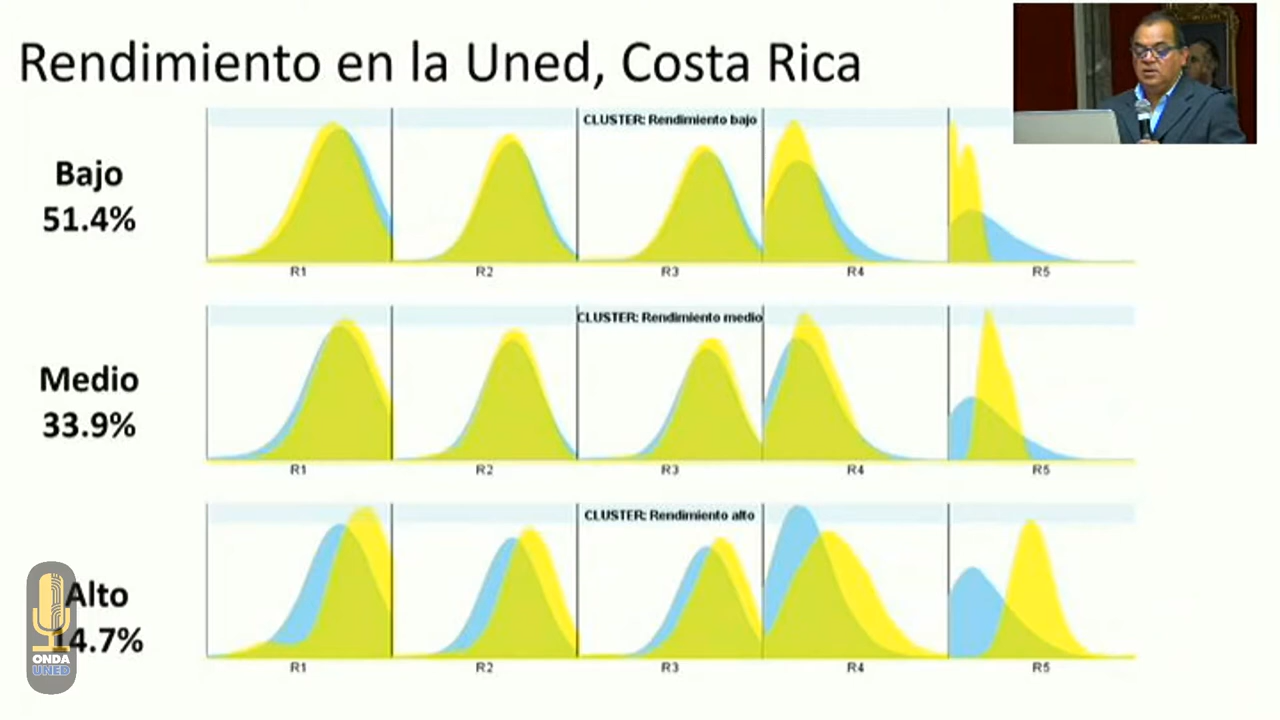 Rendimiento en la Uned, Costa Rica
Bajo
51.4%
CLUSTER: Rendimiento bajo
R1 R2 R3 R4 R5
Medio
33.9%
CLUSTER: Rendimiento medio
R1 R2 R3 R4 R5
Alto
14.7%
CLUSTER: Rendimiento alto
R1 R2 R3 R4 R5
ONDA
UNED